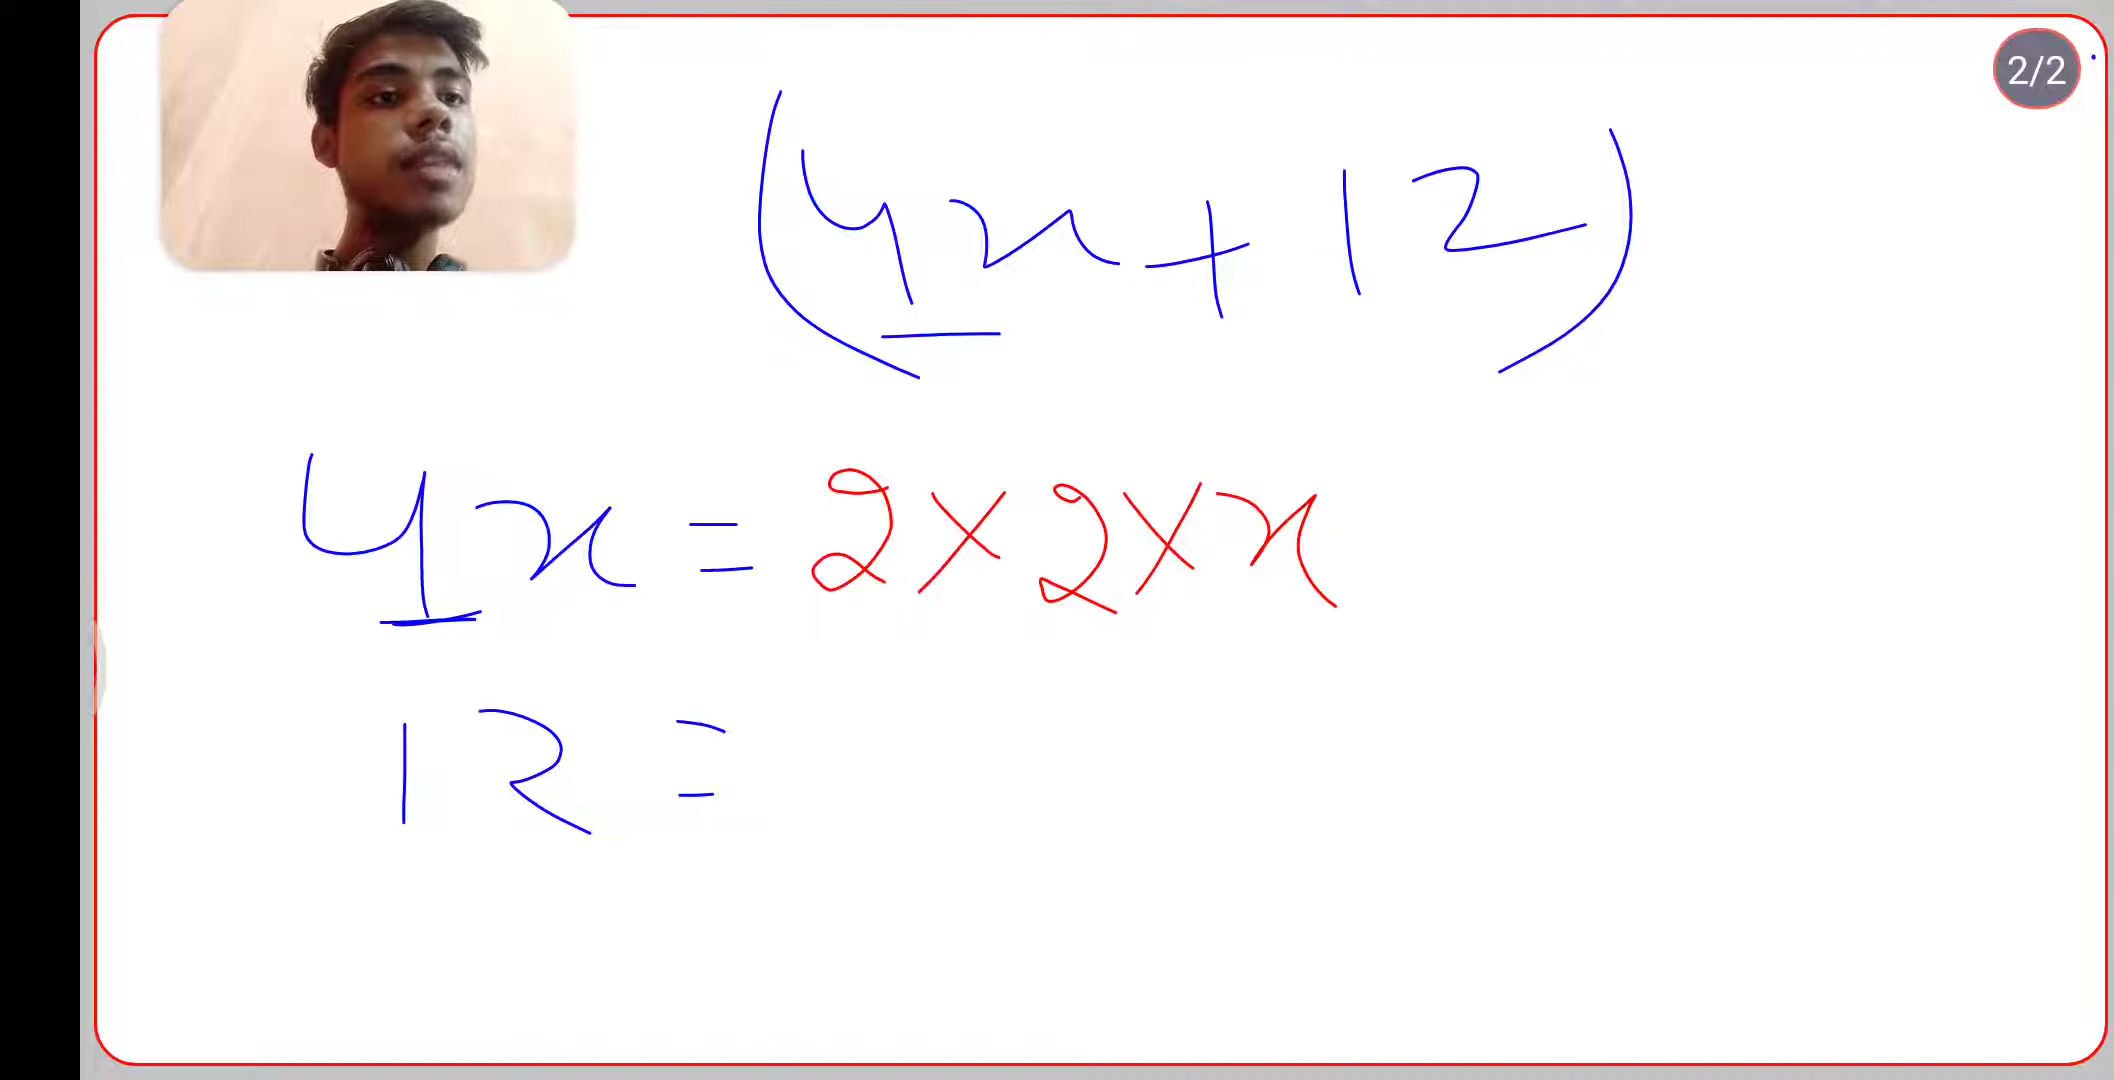 2/2
(4x+12)
4x = 2×2×x
12 =